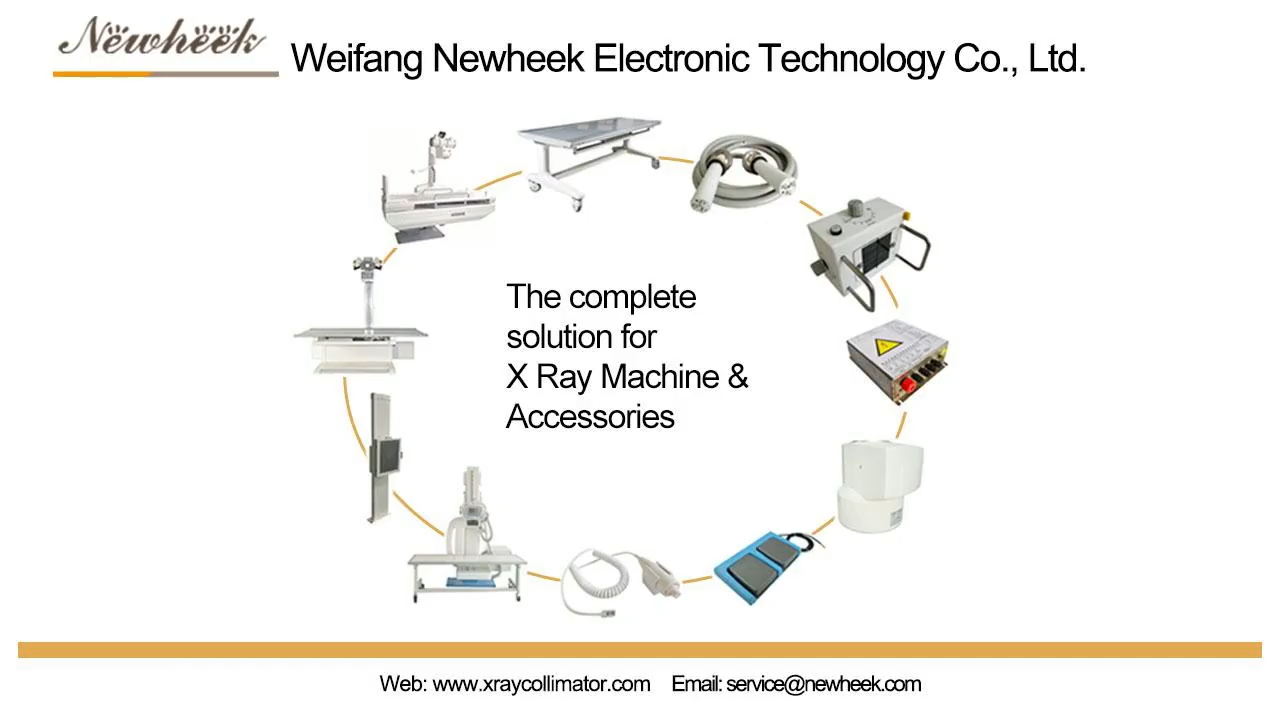 Newheek
Weifang Newheek Electronic Technology Co., Ltd.
The complete
solution for
X Ray Machine &
Accessories
Web: www.xraycollimator.com Email: service@newheek.com